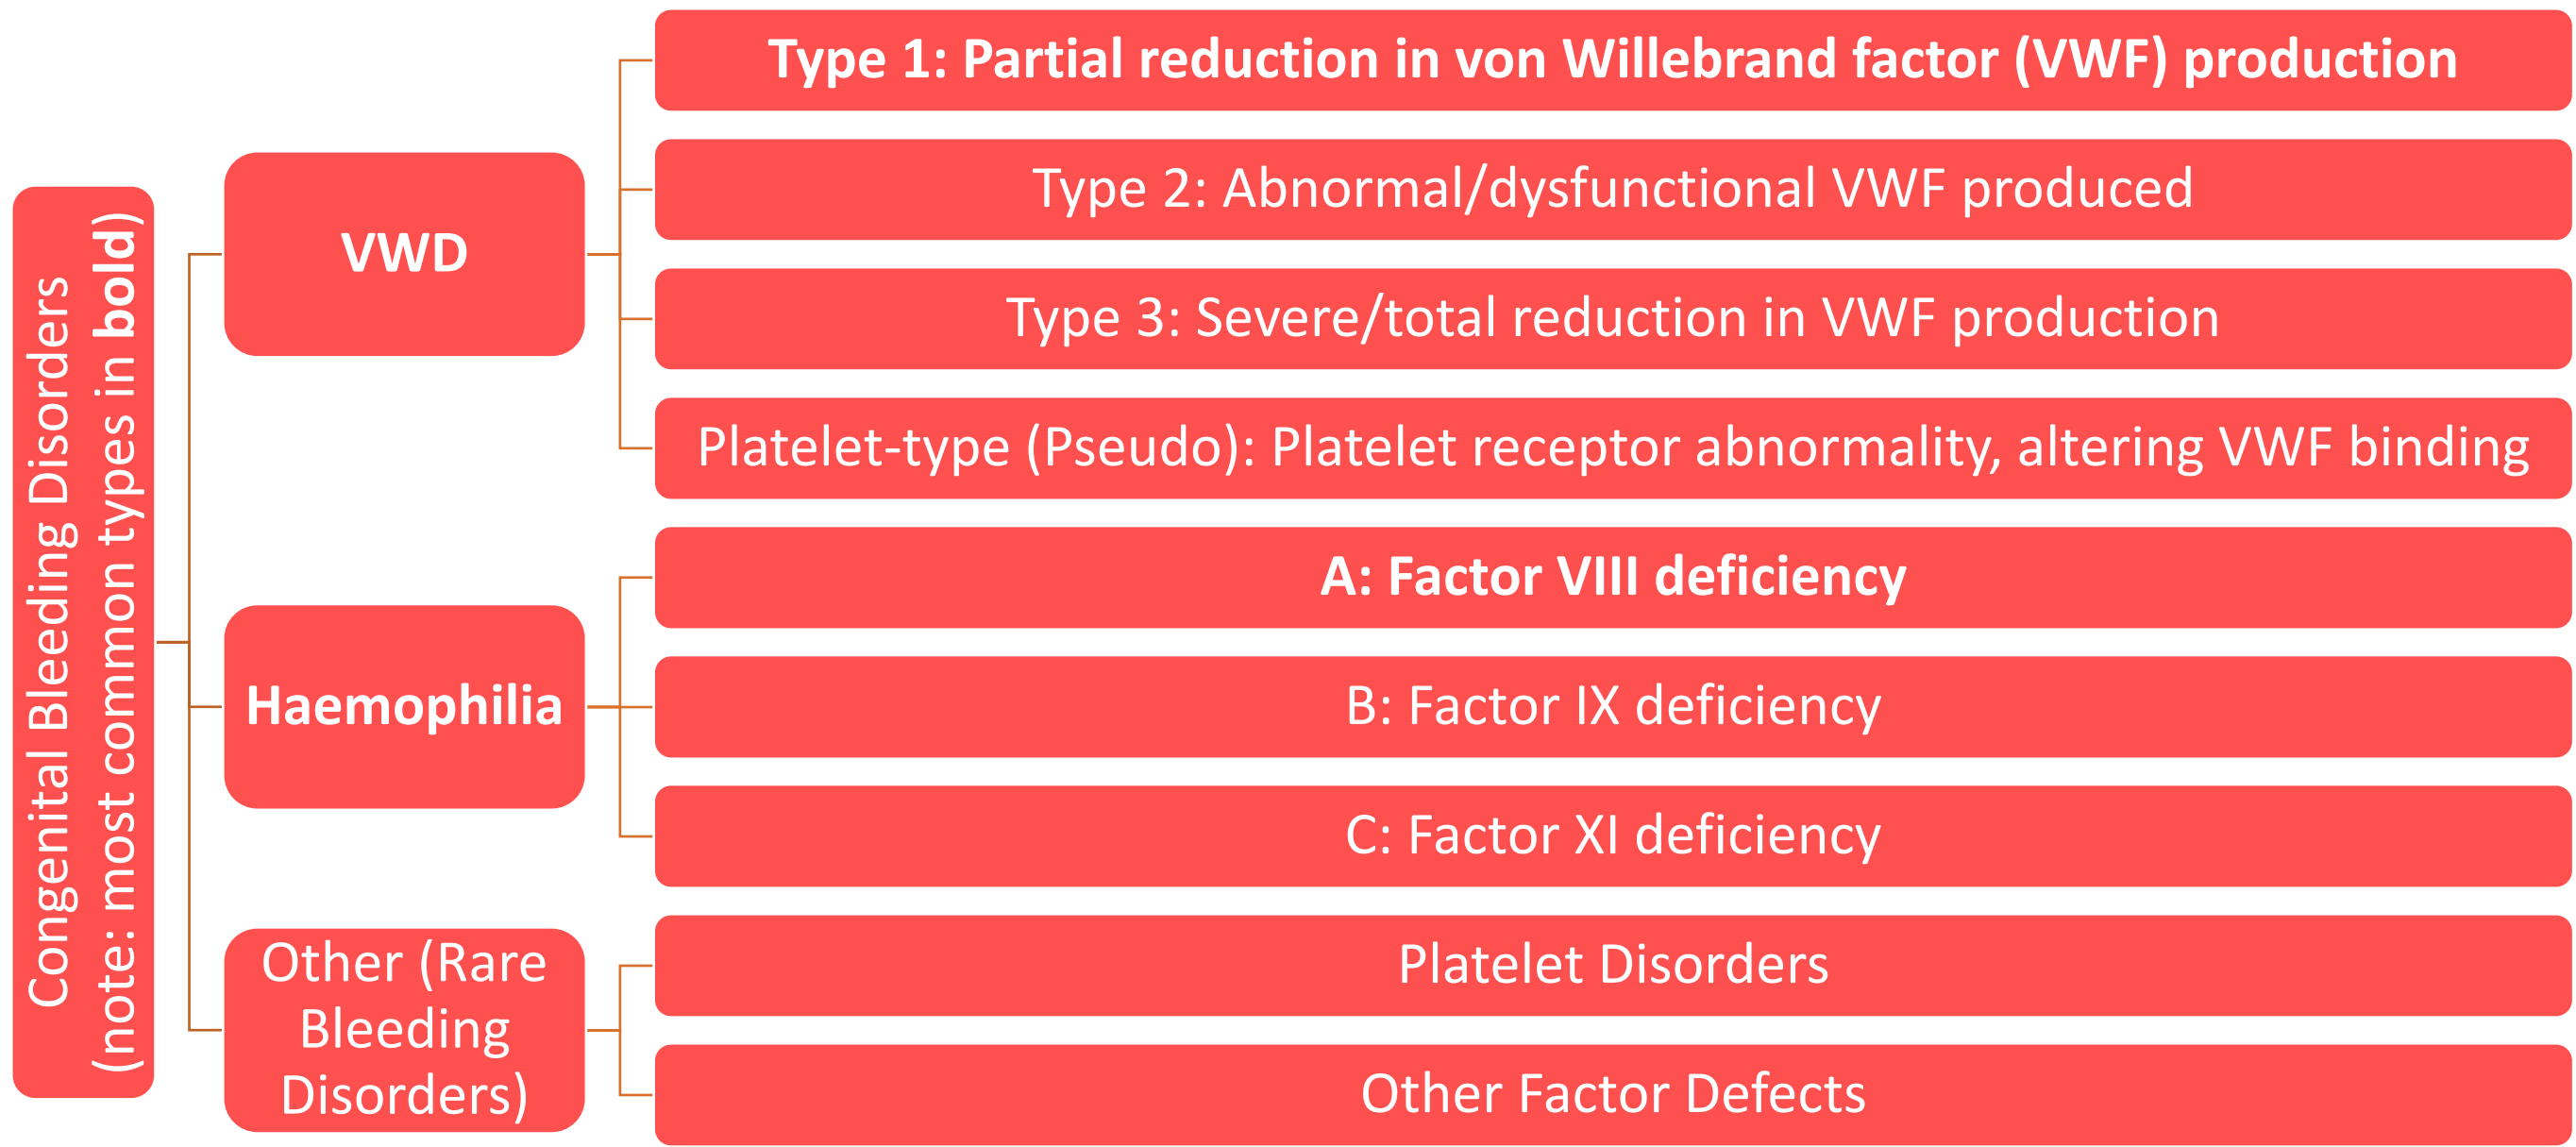 Congenital Bleeding Disorders
(note: most common types in bold)
VWD
Type 1: Partial reduction in von Willebrand factor (VWF) production
Type 2: Abnormal/dysfunctional VWF produced
Type 3: Severe/total reduction in VWF production
Platelet-type (Pseudo): Platelet receptor abnormality, altering VWF binding
Haemophilia
A: Factor VIII deficiency
B: Factor IX deficiency
C: Factor XI deficiency
Other (Rare
Bleeding
Disorders)
Platelet Disorders
Other Factor Defects